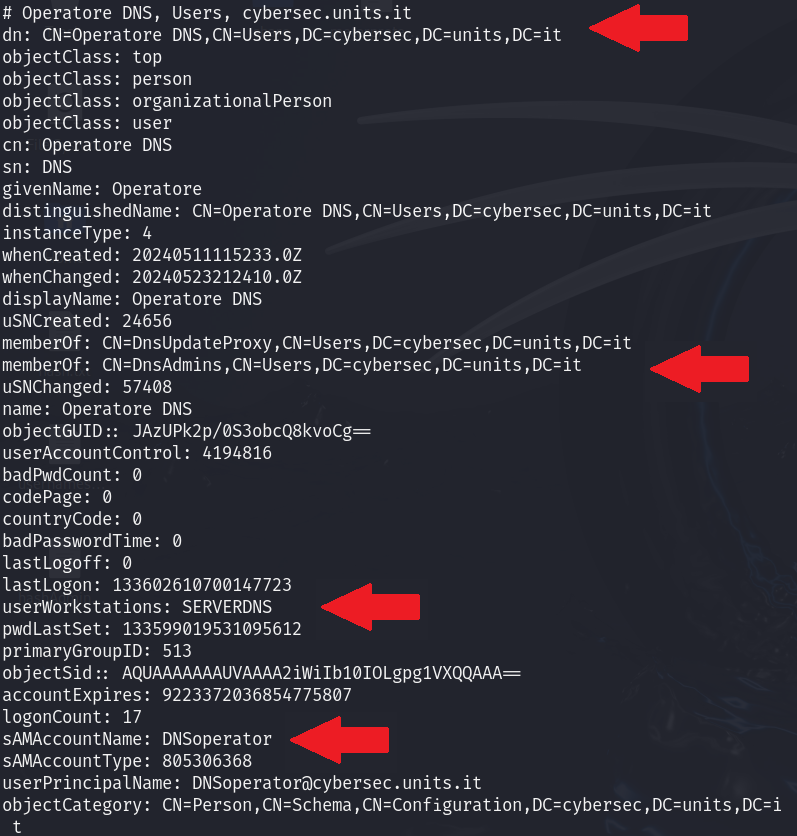 # Operatore DNS, Users, cybersec.units.it
dn: CN=Operatore DNS,CN=Users,DC=cybersec,DC=units,DC=it
objectClass: top
objectClass: person
objectClass: organizationalPerson
objectClass: user
cn: Operatore DNS
sn: DNS
givenName: Operatore
distinguishedName: CN=Operatore DNS,CN=Users,DC=cybersec,DC=units,DC=it
instanceType: 4
whenCreated: 20240511115233.0Z
whenChanged: 20240523212410.0Z
displayName: Operatore DNS
uSNCreated: 24656
memberOf: CN=DnsUpdateProxy,CN=Users,DC=cybersec,DC=units,DC=it
memberOf: CN=DnsAdmins,CN=Users,DC=cybersec,DC=units,DC=it
uSNChanged: 57408
name: Operatore DNS
objectGUID:: JAzUPk2p/0S3obcQ8kvoCg==
userAccountControl: 4194816
badPwdCount: 0
codePage: 0
countryCode: 0
badPasswordTime: 0
lastLogoff: 0
lastLogon: 133602610700147723
userWorkstations: SERVERDNS
pwdLastSet: 133599019531095612
primaryGroupID: 513
objectSid:: AQUAAAAAAAUVAAAA2iWiIb10IOLgpg1VXQQAAA==
accountExpires: 9223372036854775807
logonCount: 17
sAMAccountName: DNSoperator
sAMAccountType: 805306368
userPrincipalName: DNSoperator@cybersec.units.it
objectCategory: CN=Person,CN=Schema,CN=Configuration,DC=cybersec,DC=units,DC=i
t